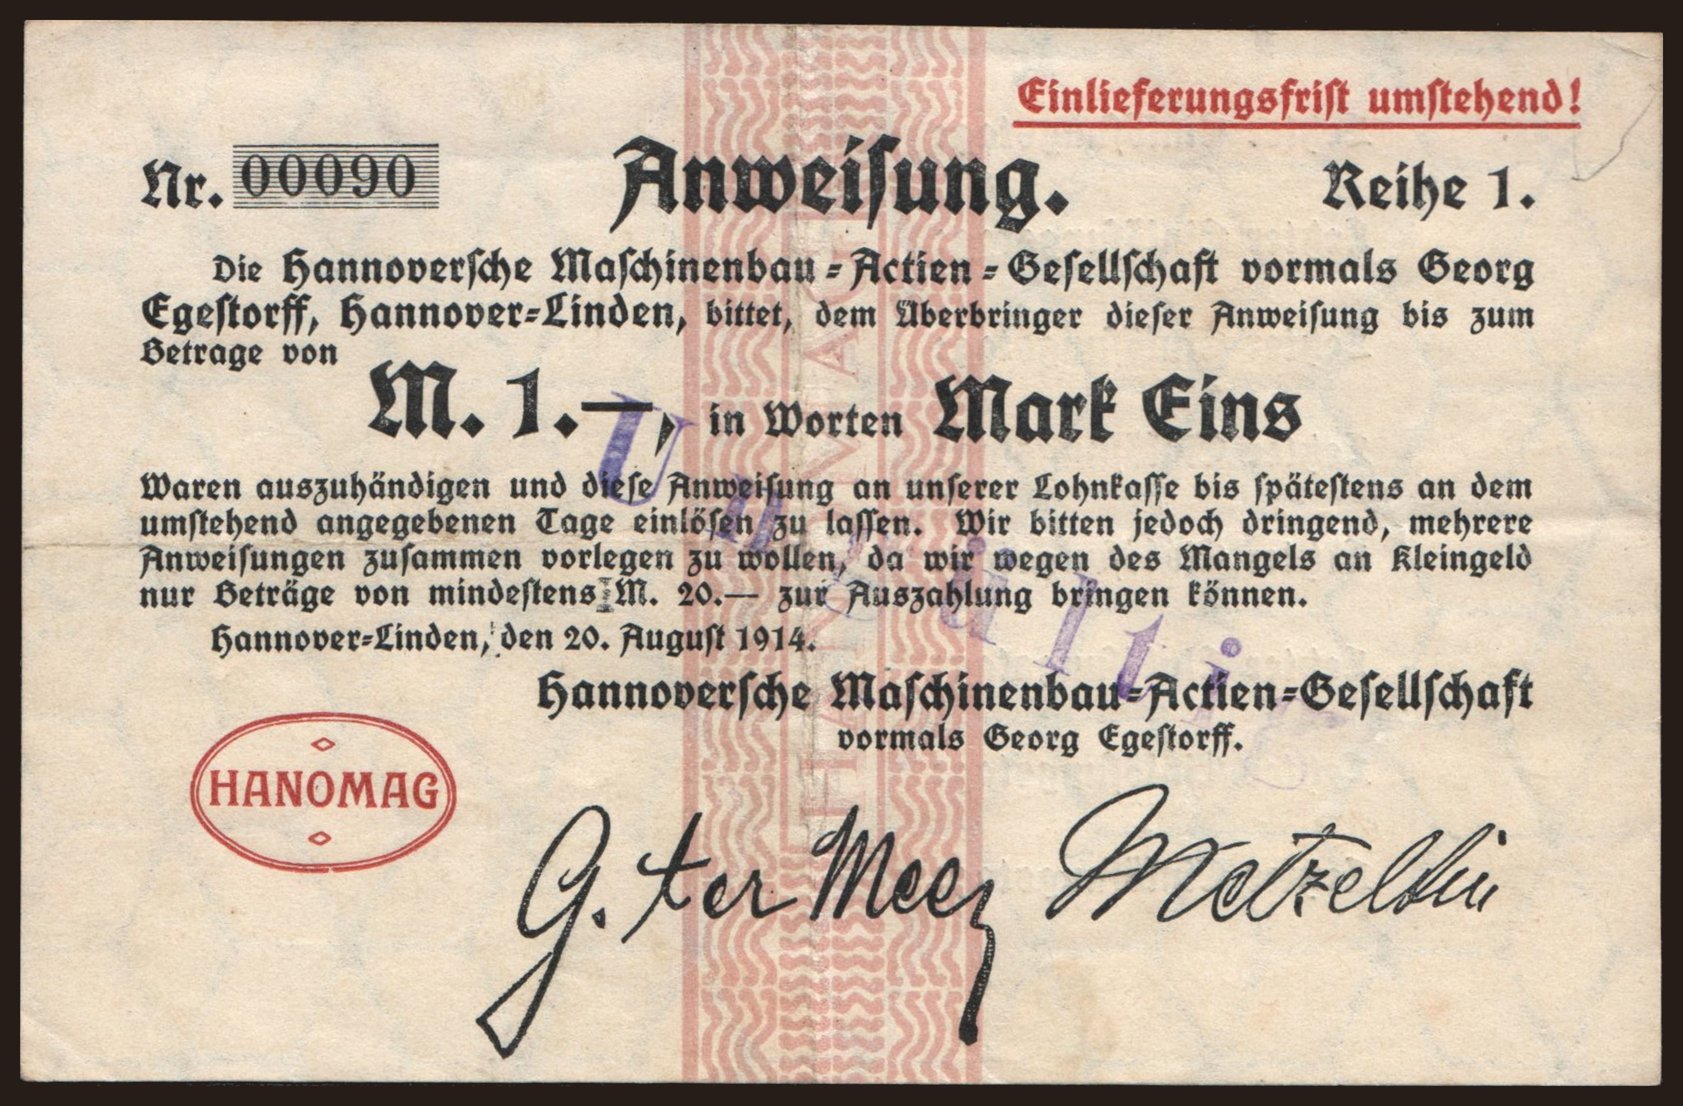 Einlieferungsfrist umstehend!
Nr. 00090 Anweisung. Reihe 1.
Die Hannoversche Maschinenbau-Actien-Gesellschaft vormals Georg
Egestorff, Hannover-Linden, bittet, dem Überbringer dieser Anweisung bis zum
Betrage von
M. 1.—, in Worten Mark Eins
Waren auszuhändigen und diese Anweisung an unserer Lohnkasse bis spätestens an dem
umstehend angegebenen Tage einlösen zu lassen. Wir bitten jedoch dringend, mehrere
Anweisungen zusammen vorlegen zu wollen, da wir wegen des Mangels an Kleingeld
nur Beträge von mindestens M. 20.— zur Auszahlung bringen können.
Hannover-Linden, den 20. August 1914.
Hannoversche Maschinenbau-Actien-Gesellschaft
vormals Georg Egestorff.
HANOMAG
G. ter Meer Metzeltin
Ungültig
HANOMAG